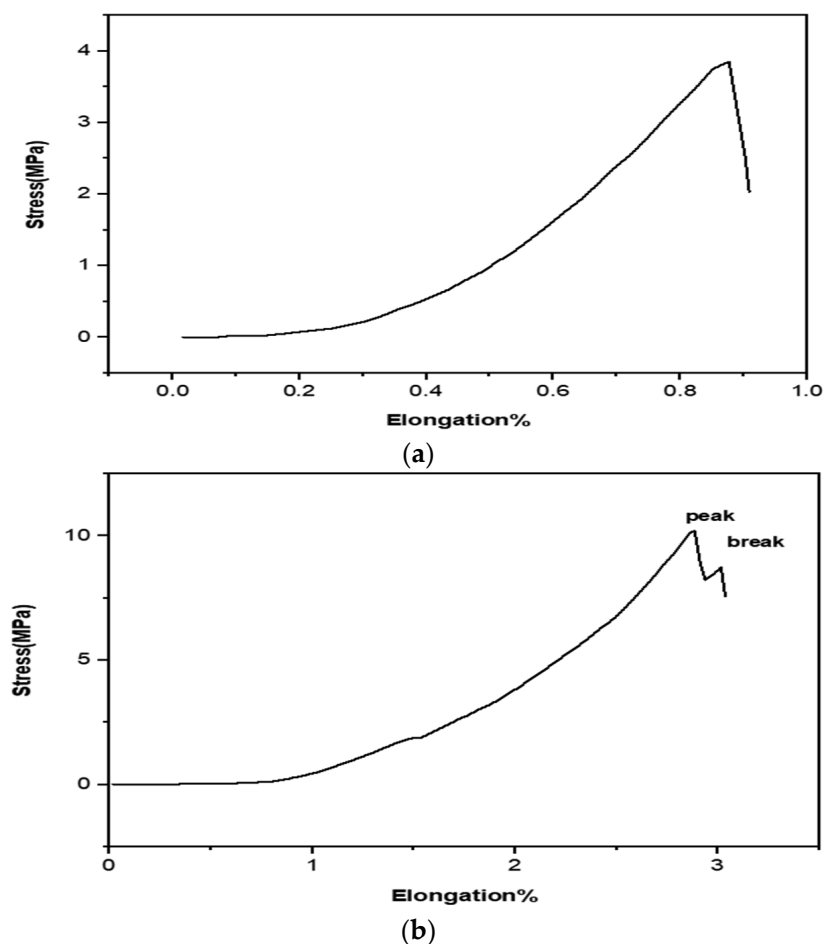 4
3
2
1
0
Stress(MPa)
0.0 0.2 0.4 0.6 0.8 1.0
Elongation%
(a)
peak
break
10
5
0
Stress(MPa)
0 1 2 3
Elongation%
(b)